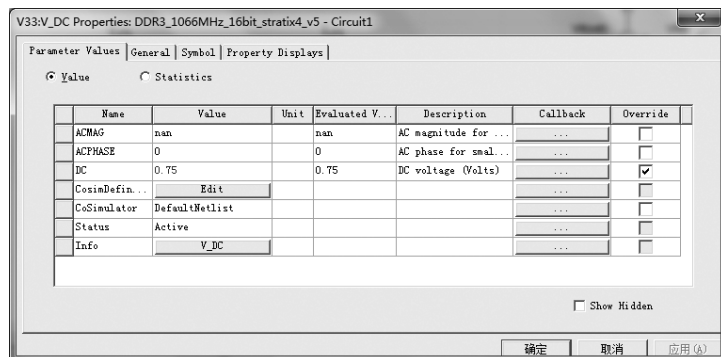 V33:V_DC Properties: DDR3_1066MHz_16bit_stratix4_v5 - Circuit1
Parameter Values General Symbol Property Displays
Value Statistics
Name Value Unit Evaluated V... Description Callback Override
ACMAG nan nan AC magnitude for ... ...
ACPHASE 0 0 AC phase for smal... ...
DC 0.75 0.75 DC voltage (Volts) ...
CosimDefin... Edit ...
CoSimulator DefaultNetlist ...
Status Active ...
Info V_DC ...
Show Hidden
确定 取消 应用(A)